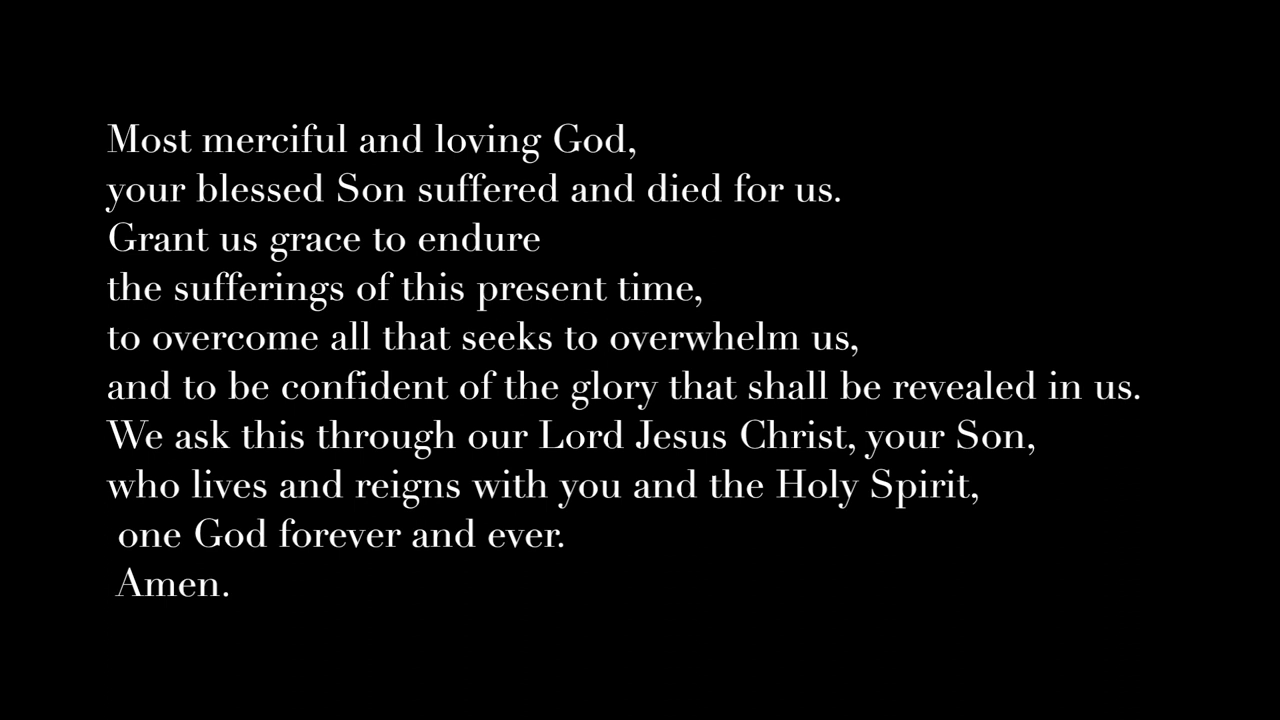 Most merciful and loving God,
your blessed Son suffered and died for us.
Grant us grace to endure
the sufferings of this present time,
to overcome all that seeks to overwhelm us,
and to be confident of the glory that shall be revealed in us.
We ask this through our Lord Jesus Christ, your Son,
who lives and reigns with you and the Holy Spirit,
one God forever and ever.
Amen.